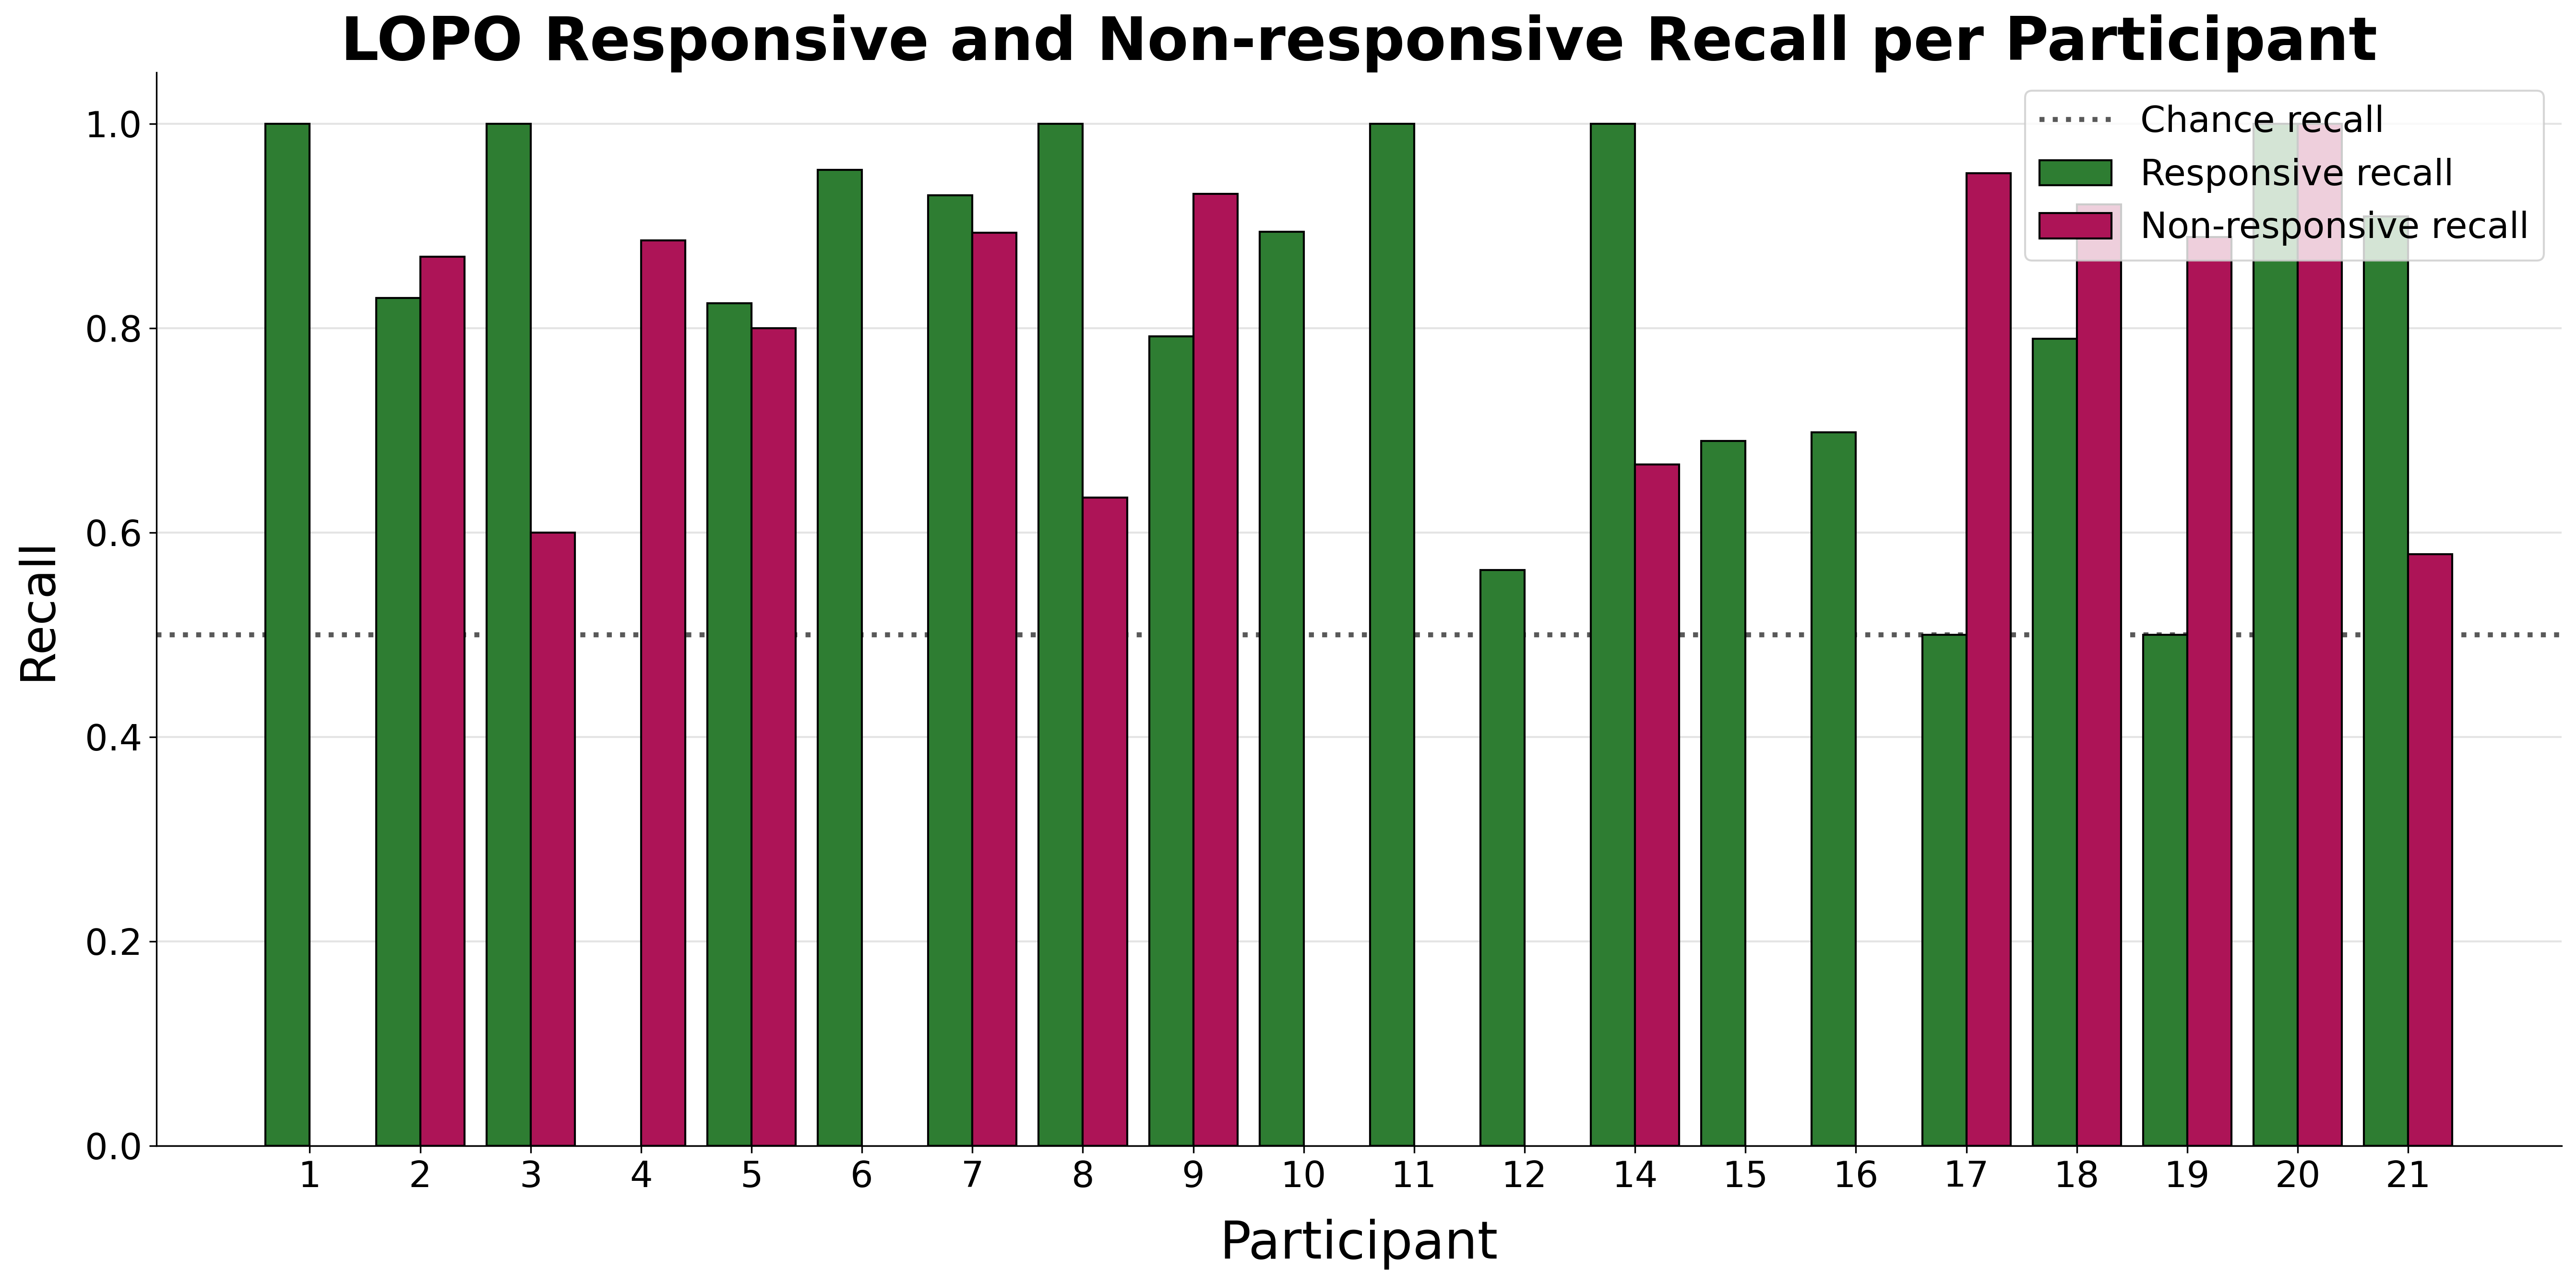 LOPO Responsive and Non-responsive Recall per Participant
Chance recall
Responsive recall
Non-responsive recall
1.0
0.8
0.6
0.4
0.2
0.0
Recall
1 2 3 4 5 6 7 8 9 10 11 12 14 15 16 17 18 19 20 21
Participant